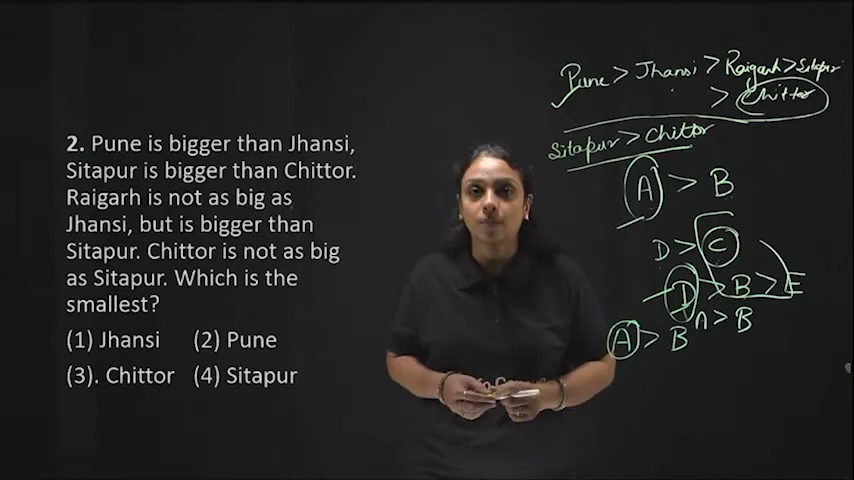 2. Pune is bigger than Jhansi,
Sitapur is bigger than Chittor.
Raigarh is not as big as
Jhansi, but is bigger than
Sitapur. Chittor is not as big
as Sitapur. Which is the
smallest?
(1) Jhansi (2) Pune
(3). Chittor (4) Sitapur
Pune > Jhansi > Raigarh > Sitapur
> Chittor
Sitapur > Chittor
A > B
D > C
D > B > E
A > B
A > B